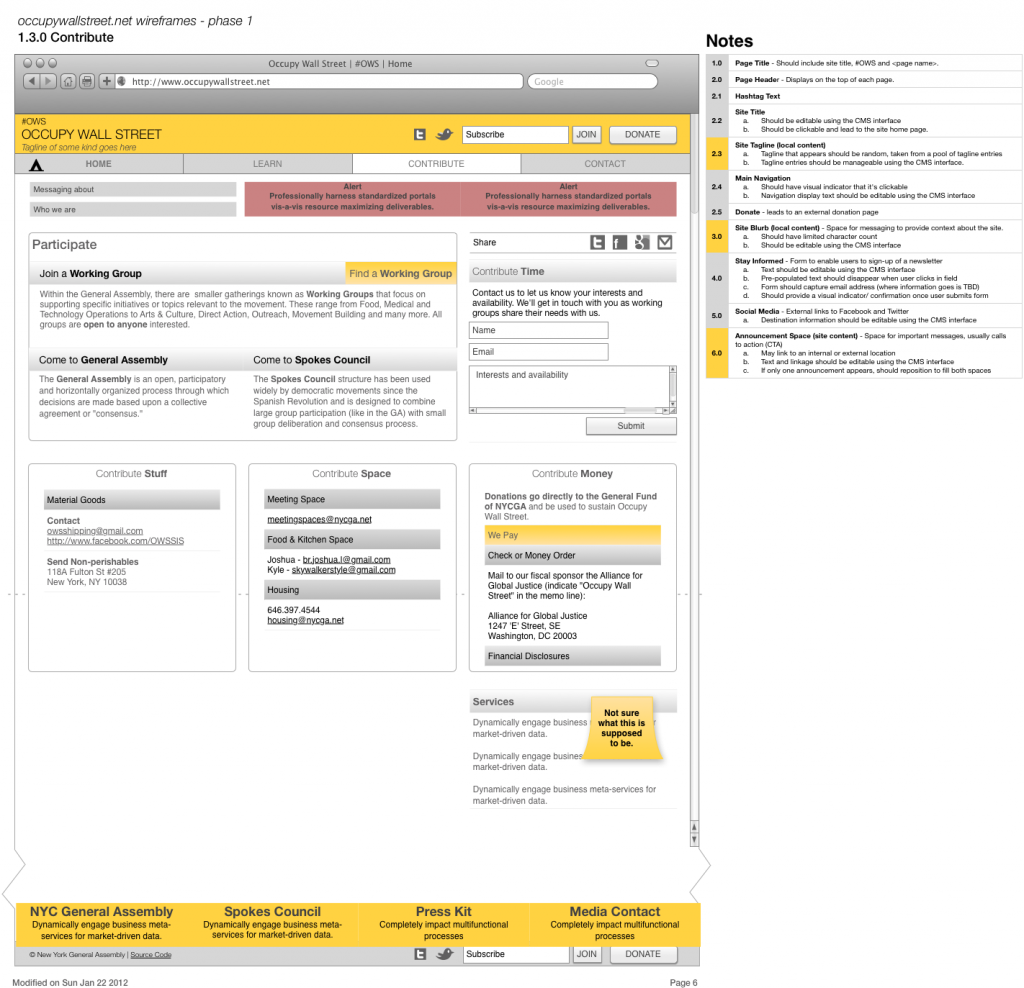 occupywallstreet.net wireframes - phase 1
1.3.0 Contribute
Occupy Wall Street | #OWS | Home
http://www.occupywallstreet.net
Google
#OWS
OCCUPY WALL STREET
Tagline of some kind goes here
Subscribe
JOIN
DONATE
HOME
LEARN
CONTRIBUTE
CONTACT
Messaging about
Who we are
Alert
Professionally harness standardized portals
vis-a-vis resource maximizing deliverables.
Alert
Professionally harness standardized portals
vis-a-vis resource maximizing deliverables.
Participate
Join a Working Group
Find a Working Group
Within the General Assembly, there are smaller gatherings known as Working Groups that focus on
supporting specific initiatives or topics relevant to the movement. These range from Food, Medical and
Technology Operations to Arts & Culture, Direct Action, Outreach, Movement Building and many more. All
groups are open to anyone interested.
Come to General Assembly
The General Assembly is an open, participatory
and horizontally organized process through which
decisions are made based upon a collective
agreement or "consensus."
Come to Spokes Council
The Spokes Council structure has been used
widely by democratic movements since the
Spanish Revolution and is designed to combine
large group participation (like in the GA) with small
group deliberation and consensus process.
Share
Contribute Time
Contact us to let us know your interests and
availability. We'll get in touch with you as working
groups share their needs with us.
Name
Email
Interests and availability
Submit
Contribute Stuff
Material Goods
Contact
owsshipping@gmail.com
http://www.facebook.com/OWSSIS
Send Non-perishables
118A Fulton St #205
New York, NY 10038
Contribute Space
Meeting Space
meetingspaces@nycga.net
Food & Kitchen Space
Joshua - br.joshua.l@gmail.com
Kyle - skywalkerstyle@gmail.com
Housing
646.397.4544
housing@nycga.net
Contribute Money
Donations go directly to the General Fund
of NYCGA and be used to sustain Occupy
Wall Street.
We Pay
Check or Money Order
Mail to our fiscal sponsor the Alliance for
Global Justice (indicate "Occupy Wall
Street" in the memo line):
Alliance for Global Justice
1247 'E' Street, SE
Washington, DC 20003
Financial Disclosures
Services
Dynamically engage business
market-driven data.
Dynamically engage
market-driven data.
Dynamically engage business meta-services for
market-driven data.
Not sure
what this is
supposed
to be.
NYC General Assembly
Dynamically engage business meta-
services for market-driven data.
Spokes Council
Dynamically engage business meta-
services for market-driven data.
Press Kit
Completely impact multifunctional
processes
Media Contact
Completely impact multifunctional
processes
© New York General Assembly | Source Code
Subscribe
JOIN
DONATE
Modified on Sun Jan 22 2012
Page 6
Notes
1.0 Page Title - Should include site title, #OWS and <page name>.
2.0 Page Header - Displays on the top of each page.
2.1 Hashtag Text
2.2 Site Title
a. Should be editable using the CMS interface
b. Should be clickable and lead to the site home page.
2.3 Site Tagline (local content)
a. Tagline that appears should be random, taken from a pool of tagline entries
b. Tagline entries should be manageable using the CMS interface.
2.4 Main Navigation
a. Should have visual indicator that it's clickable
b. Navigation display text should be editable using the CMS interface
2.5 Donate - leads to an external donation page
3.0 Site Blurb (local content) - Space for messaging to provide context about the site.
a. Should have limited character count
b. Should be editable using the CMS interface
4.0 Stay Informed - Form to enable users to sign-up of a newsletter
a. Text should be editable using the CMS interface
b. Pre-populated text should disappear when user clicks in field
c. Form should capture email address (where information goes is TBD)
d. Should provide a visual indicator/ confirmation once user submits form
5.0 Social Media - External links to Facebook and Twitter
a. Destination information should be editable using the CMS interface
6.0 Announcement Space (site content) - Space for important messages, usually calls
to action (CTA)
a. May link to an internal or external location
b. Text and linkage should be editable using the CMS interface
c. If only one announcement appears, should reposition to fill both spaces